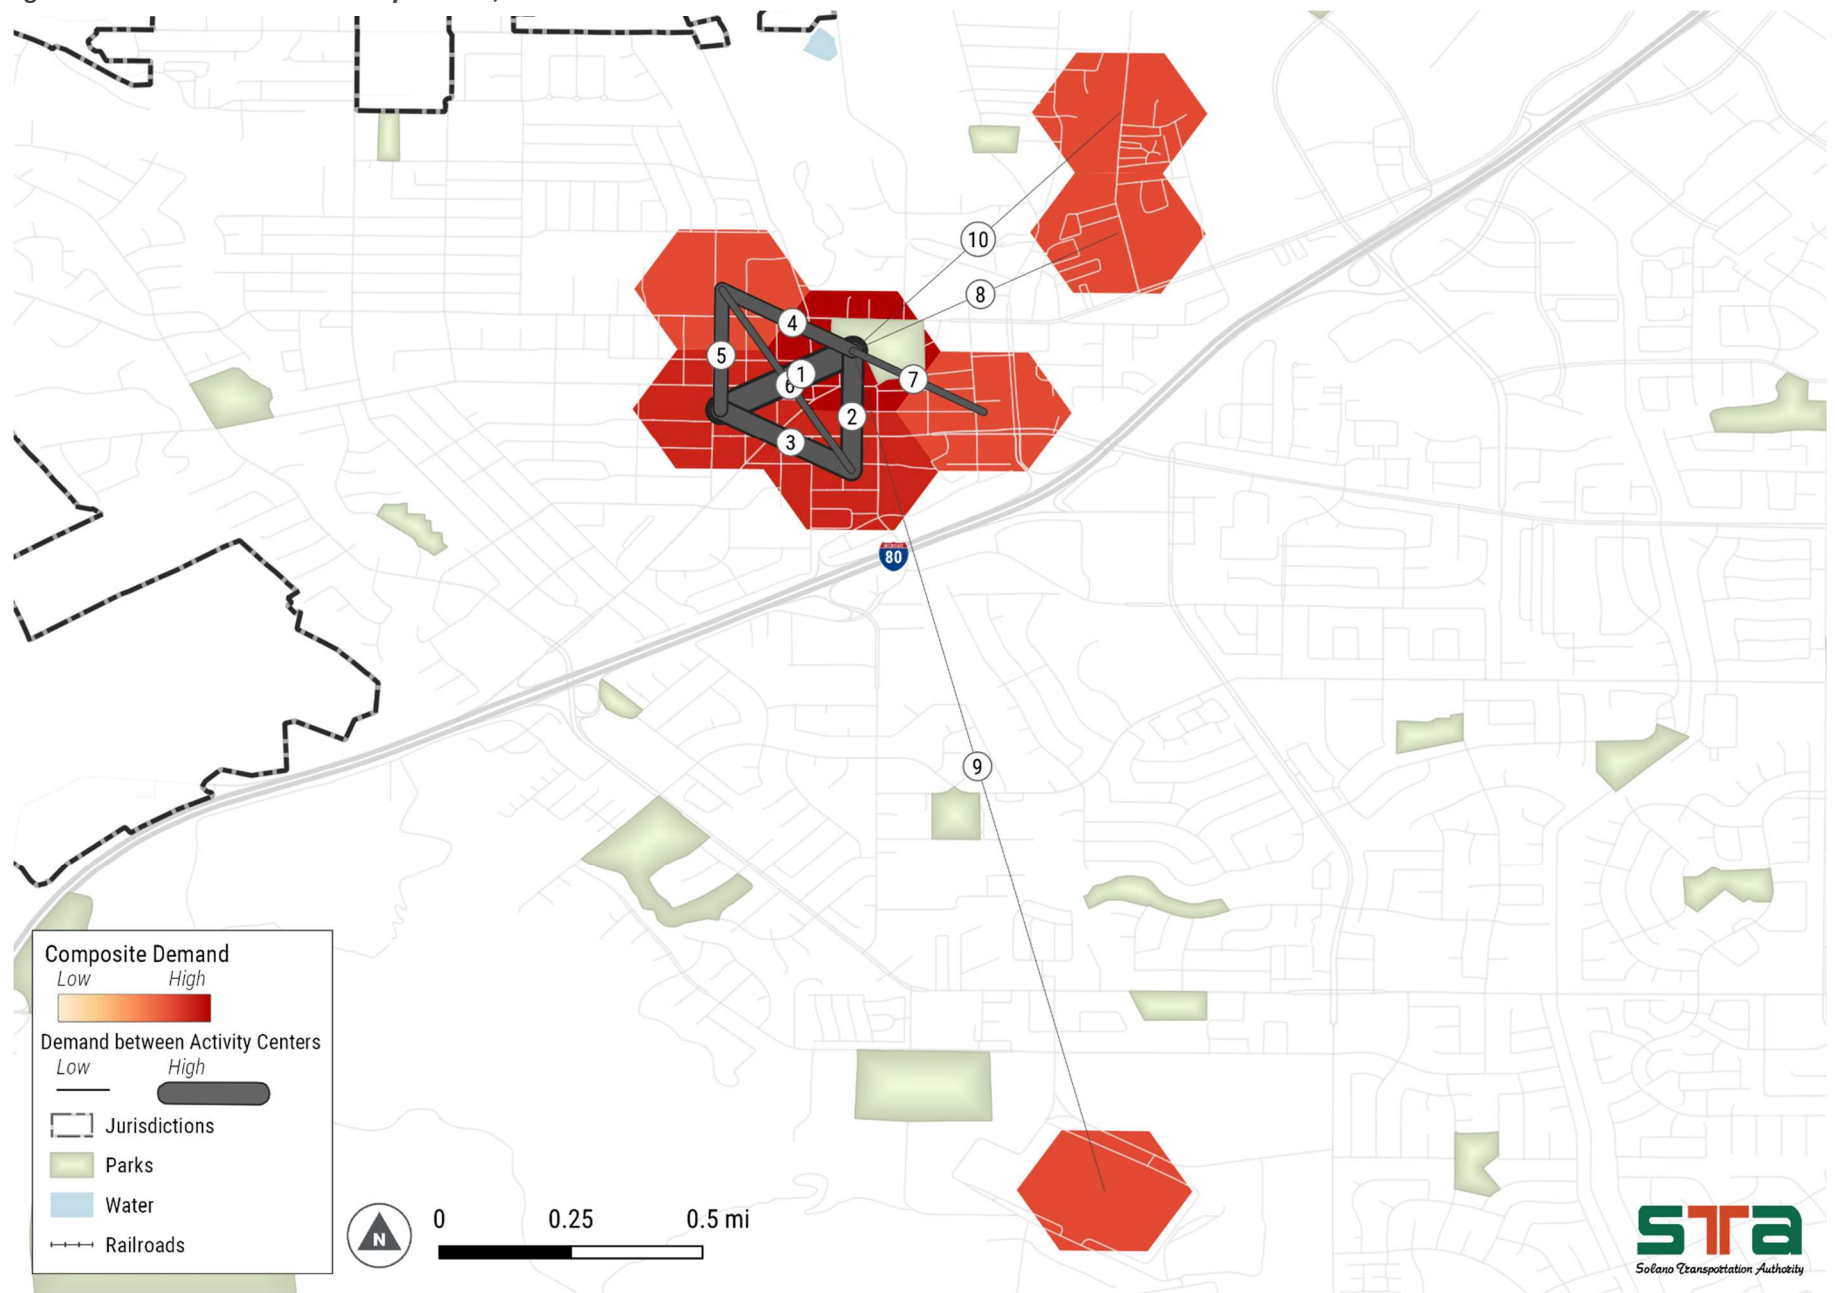 10
8
4
5
1
6
7
2
3
INTERSTATE
80
9
Composite Demand
Low High
Demand between Activity Centers
Low High
Jurisdictions
Parks
Water
Railroads
N
0 0.25 0.5 mi
STA
Solano Transportation Authority